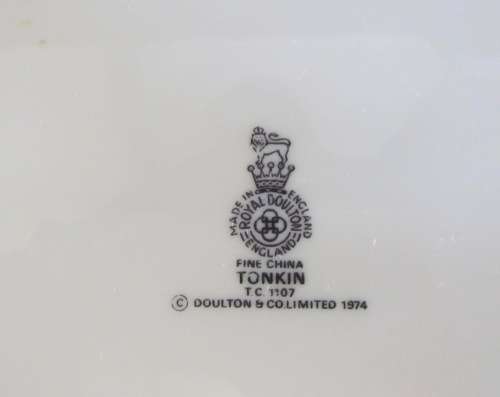 MADE IN ENGLAND
ROYAL DOULTON
ENGLAND
FINE CHINA
TONKIN
T.C. 1107
© DOULTON & CO. LIMITED 1974